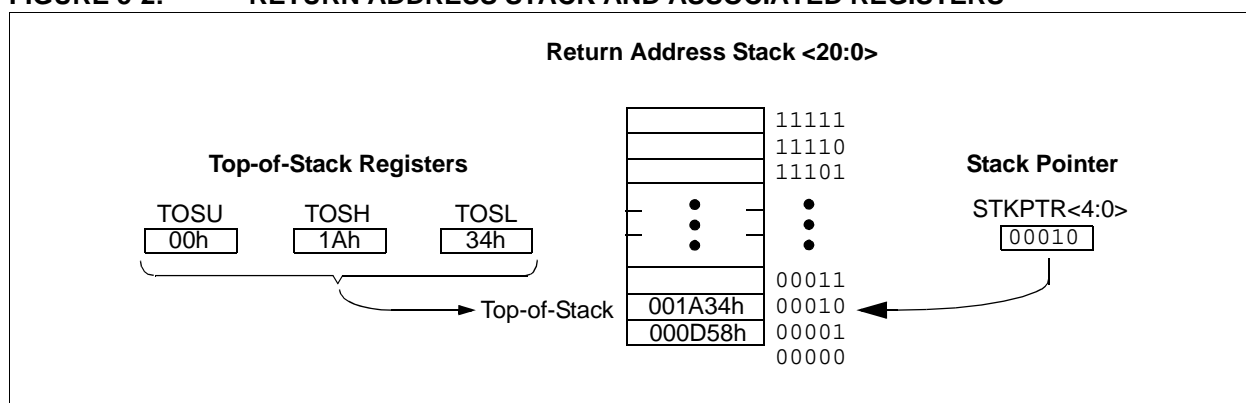 Return Address Stack <20:0>
11111
11110
11101
Top-of-Stack Registers
Stack Pointer
TOSU TOSH TOSL
00h 1Ah 34h
STKPTR<4:0>
00010
00011
Top-of-Stack 001A34h 00010
000D58h 00001
00000